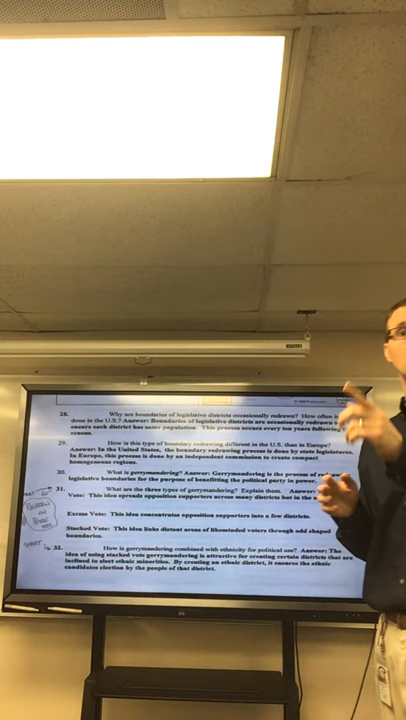 28. Why are boundaries of legislative districts occasionally redrawn? How often is
done in the U.S.? Answer: Boundaries of legislative districts are occasionally redrawn
ensure each district has same population. This process occurs every ten years following
census.
29. How is this type of boundary redrawing different in the U.S. than in Europe?
Answer: In the United States, the boundary redrawing process is done by state legislatures.
In Europe, this process is done by an independent commission to create compact
homogeneous regions.
30. What is gerrymandering? Answer: Gerrymandering is the process of
legislative boundaries for the purpose of benefitting the political party in power.
31. What are the three types of gerrymandering? Explain them. Answer:
Vote: This idea spreads opposition supporters across many districts but in the
Excess Vote: This idea concentrates opposition supporters into a few districts.
Stacked Vote: This idea links distant areas of likeminded voters through odd shaped
boundaries.
32. How is gerrymandering combined with ethnicity for political use? Answer: The
idea of using stacked vote gerrymandering is attractive for creating certain districts that are
inclined to elect ethnic minorities. By creating an ethnic district, it ensures the ethnic
candidates election by the people of that district.
START